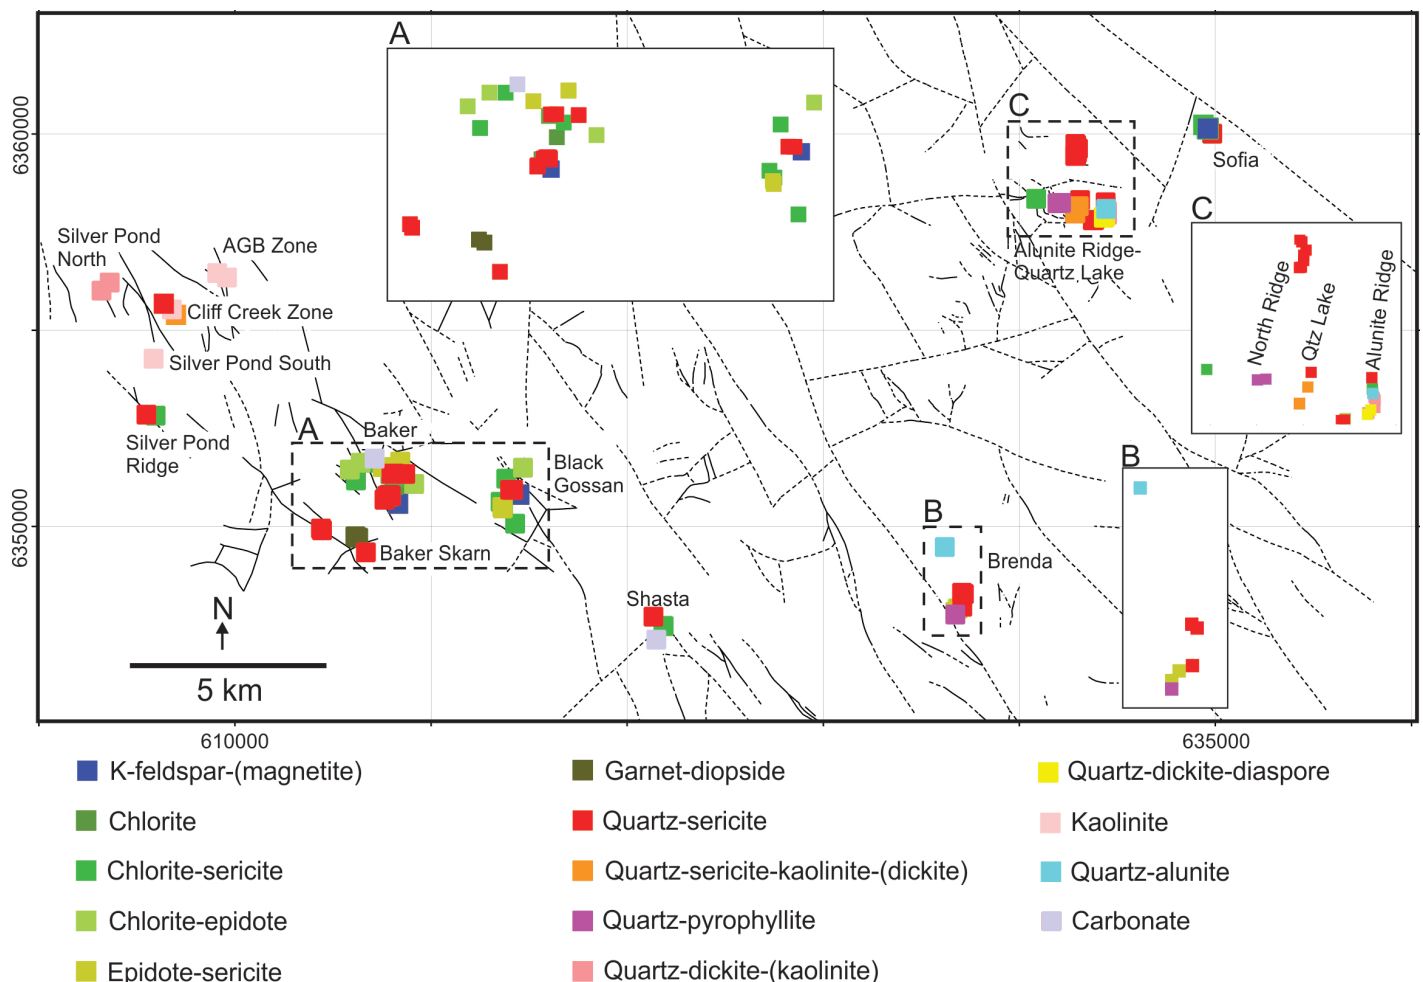 A
C
6360000
Sofia
C
Silver Pond
North
AGB Zone
Alunite Ridge-
Quartz Lake
North Ridge
Qtz Lake
Alunite Ridge
Cliff Creek Zone
Silver Pond South
A
Baker
Silver Pond
Ridge
Black
Gossan
B
6350000
B
Baker Skarn
Brenda
N
Shasta
5 km
610000
635000
K-feldspar-(magnetite)
Garnet-diopside
Quartz-dickite-diaspore
Chlorite
Quartz-sericite
Kaolinite
Chlorite-sericite
Quartz-sericite-kaolinite-(dickite)
Quartz-alunite
Chlorite-epidote
Quartz-pyrophyllite
Carbonate
Epidote-sericite
Quartz-dickite-(kaolinite)